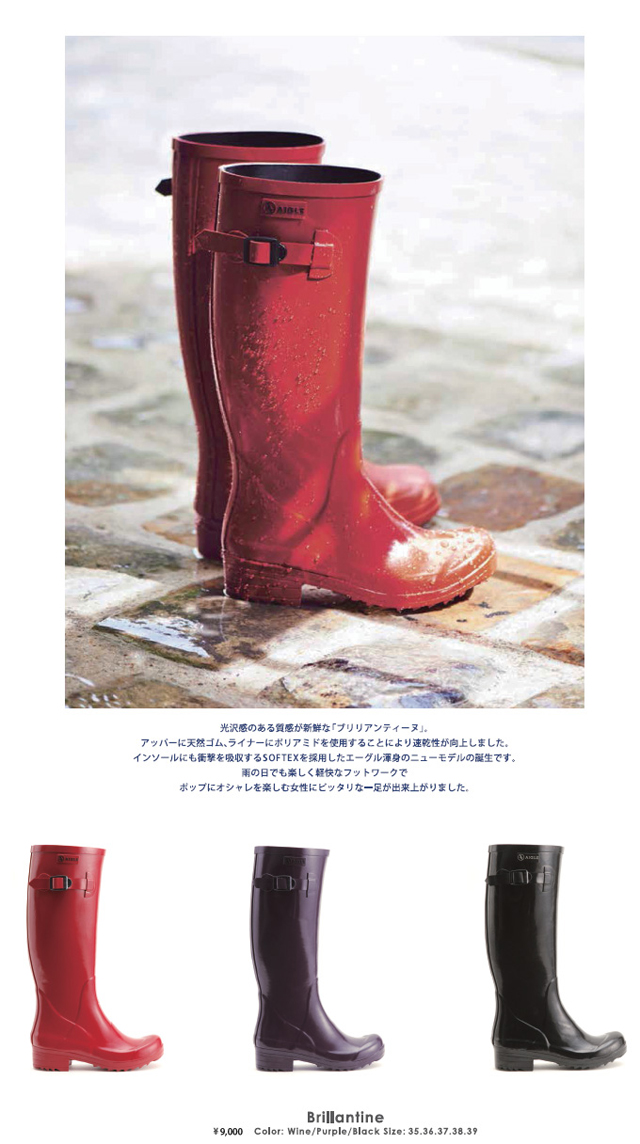 AIGLE
光沢感のある質感が新鮮な「ブリリアンティーヌ」。
アッパーに天然ゴム、ライナーにポリアミドを使用することにより速乾性が向上しました。
インソールにも衝撃を吸収するSOFTEXを採用したエーグル渾身のニューモデルの誕生です。
雨の日でも楽しく軽快なフットワークで
ポップにオシャレを楽しむ女性にピッタリな一足が出来上がりました。
AIGLE
AIGLE
Brillantine
¥9,000 Color: Wine/Purple/Black Size: 35.36.37.38.39